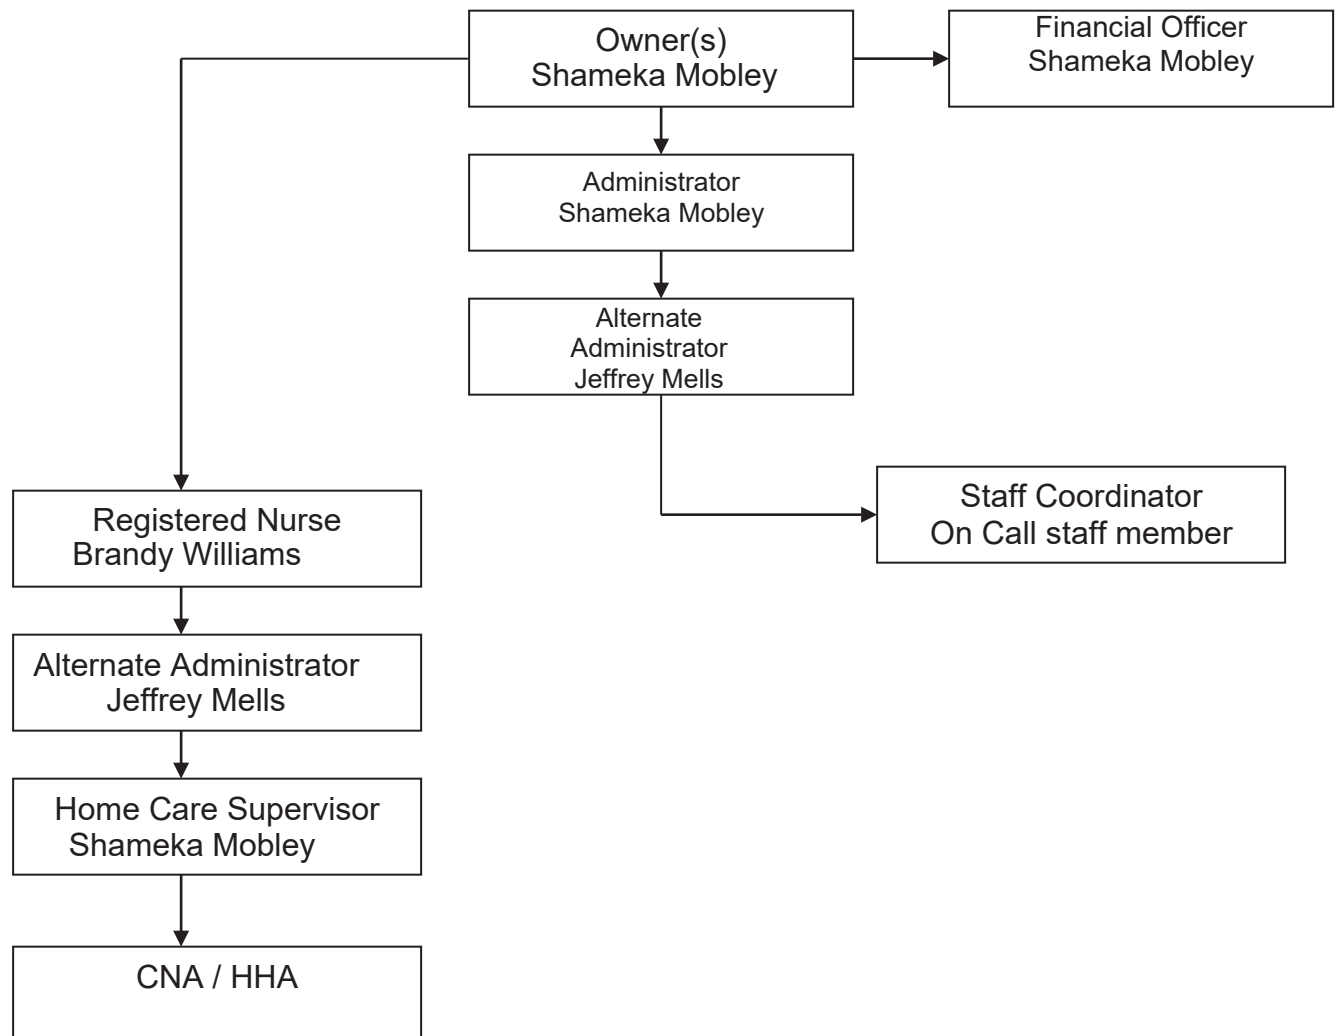 Owner(s)
Shameka Mobley
Financial Officer
Shameka Mobley
Administrator
Shameka Mobley
Alternate
Administrator
Jeffrey Mells
Staff Coordinator
On Call staff member
Registered Nurse
Brandy Williams
Alternate Administrator
Jeffrey Mells
Home Care Supervisor
Shameka Mobley
CNA / HHA